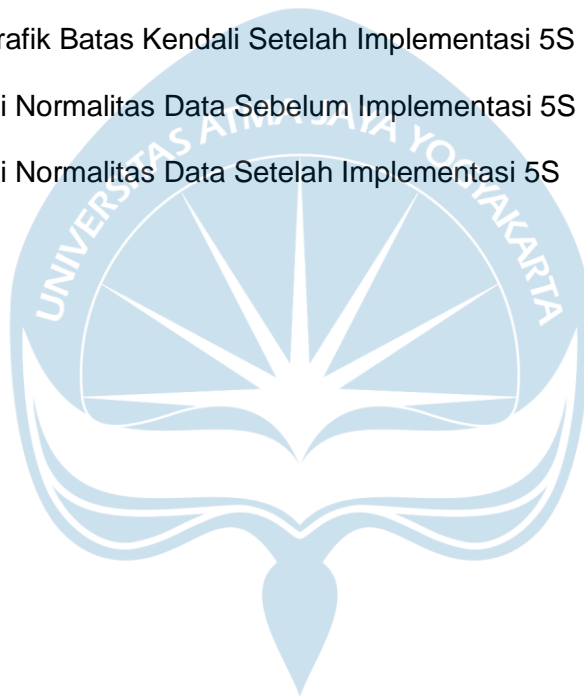 rafik Batas Kendali Setelah Implementasi 5S
i Normalitas Data Sebelum Implementasi 5S
i Normalitas Data Setelah Implementasi 5S
UNIVERSITAS ATMA JAYA YOGYAKARTA